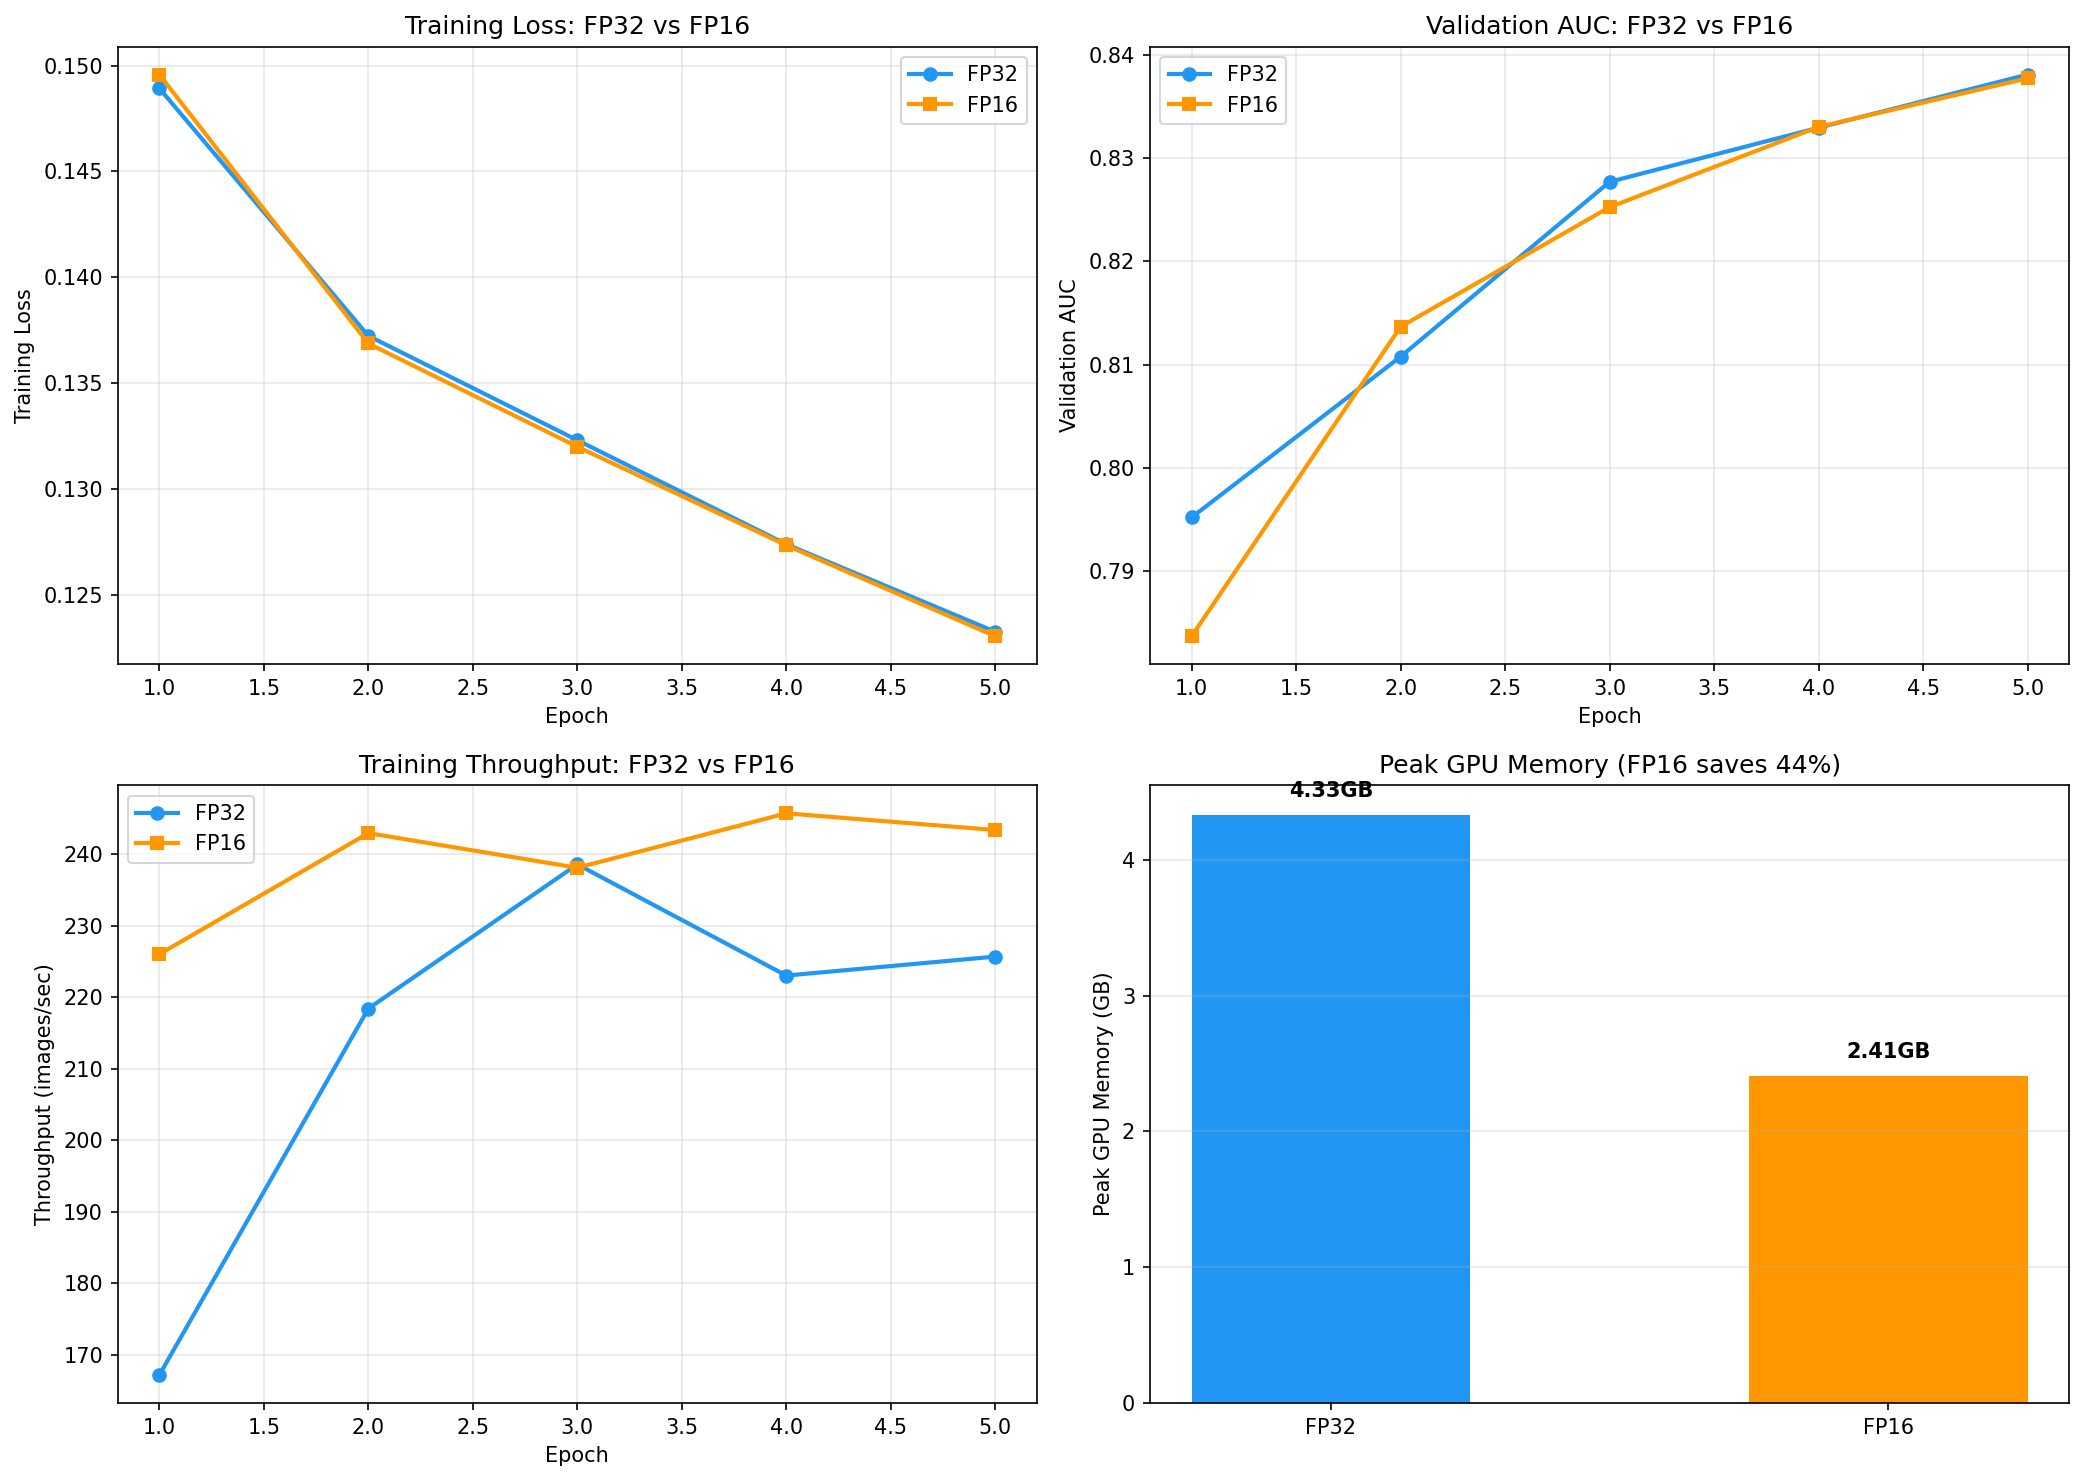 Training Loss: FP32 vs FP16
FP32
FP16
Training Loss
0.150
0.145
0.140
0.135
0.130
0.125
1.0 1.5 2.0 2.5 3.0 3.5 4.0 4.5 5.0
Epoch
Validation AUC: FP32 vs FP16
FP32
FP16
Validation AUC
0.84
0.83
0.82
0.81
0.80
0.79
1.0 1.5 2.0 2.5 3.0 3.5 4.0 4.5 5.0
Epoch
Training Throughput: FP32 vs FP16
FP32
FP16
Throughput (images/sec)
240
230
220
210
200
190
180
170
1.0 1.5 2.0 2.5 3.0 3.5 4.0 4.5 5.0
Epoch
Peak GPU Memory (FP16 saves 44%)
4.33GB
2.41GB
Peak GPU Memory (GB)
4
3
2
1
0
FP32 FP16